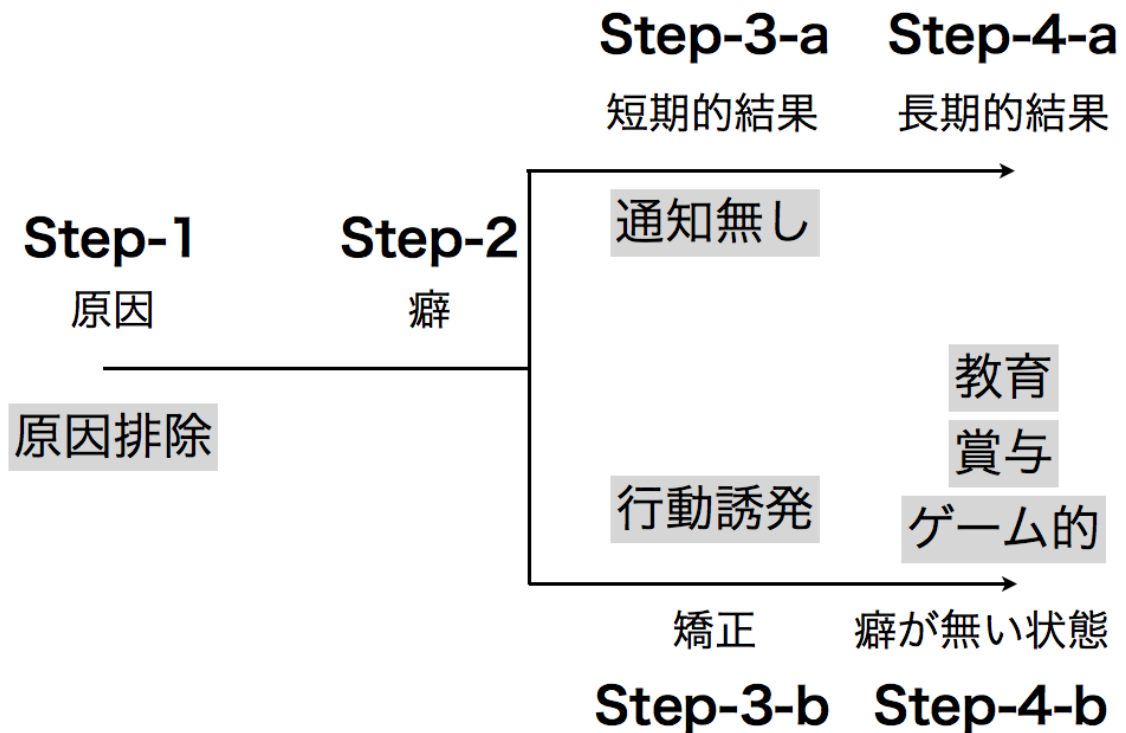 Step-3-a
Step-4-a
短期的結果
長期的結果
通知無し
Step-1
Step-2
原因
癖
原因排除
教育
賞与
行動誘発
ゲーム的
矯正
癖が無い状態
Step-3-b
Step-4-b